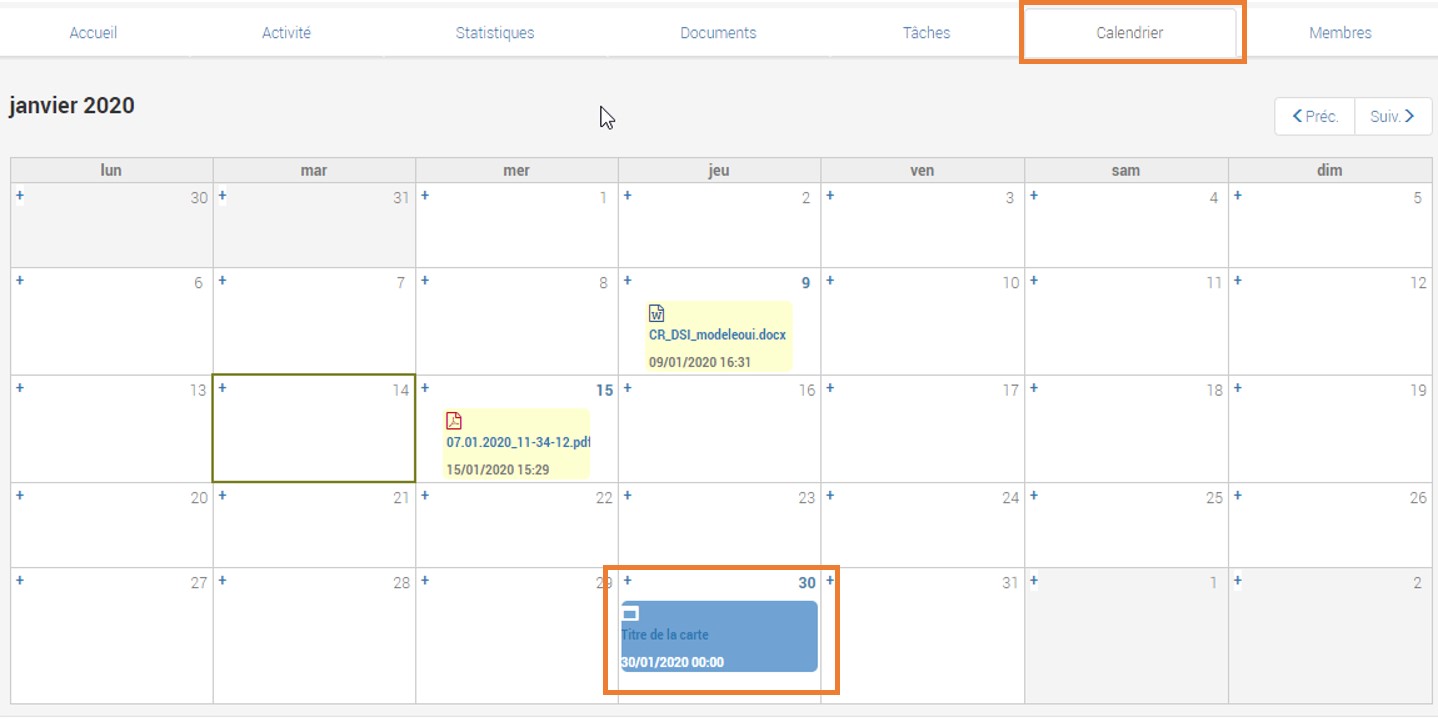 Accueil Activité Statistiques Documents Tâches Calendrier Membres
janvier 2020
Préc. Suiv.
lun mar mer jeu ven sam dim
+ 30 + 31 + 1 + 2 + 3 + 4 + 5
+ 6 + 7 + 8 + 9 + 10 + 11 + 12
CR_DSI_modeleoui.docx
09/01/2020 16:31
+ 13 + 14 + 15 + 16 + 17 + 18 + 19
07.01.2020_11-34-12.pdf
15/01/2020 15:29
+ 20 + 21 + 22 + 23 + 24 + 25 + 26
+ 27 + 28 + 29 + 30 + 31 + 1 + 2
Titre de la carte
30/01/2020 00:00